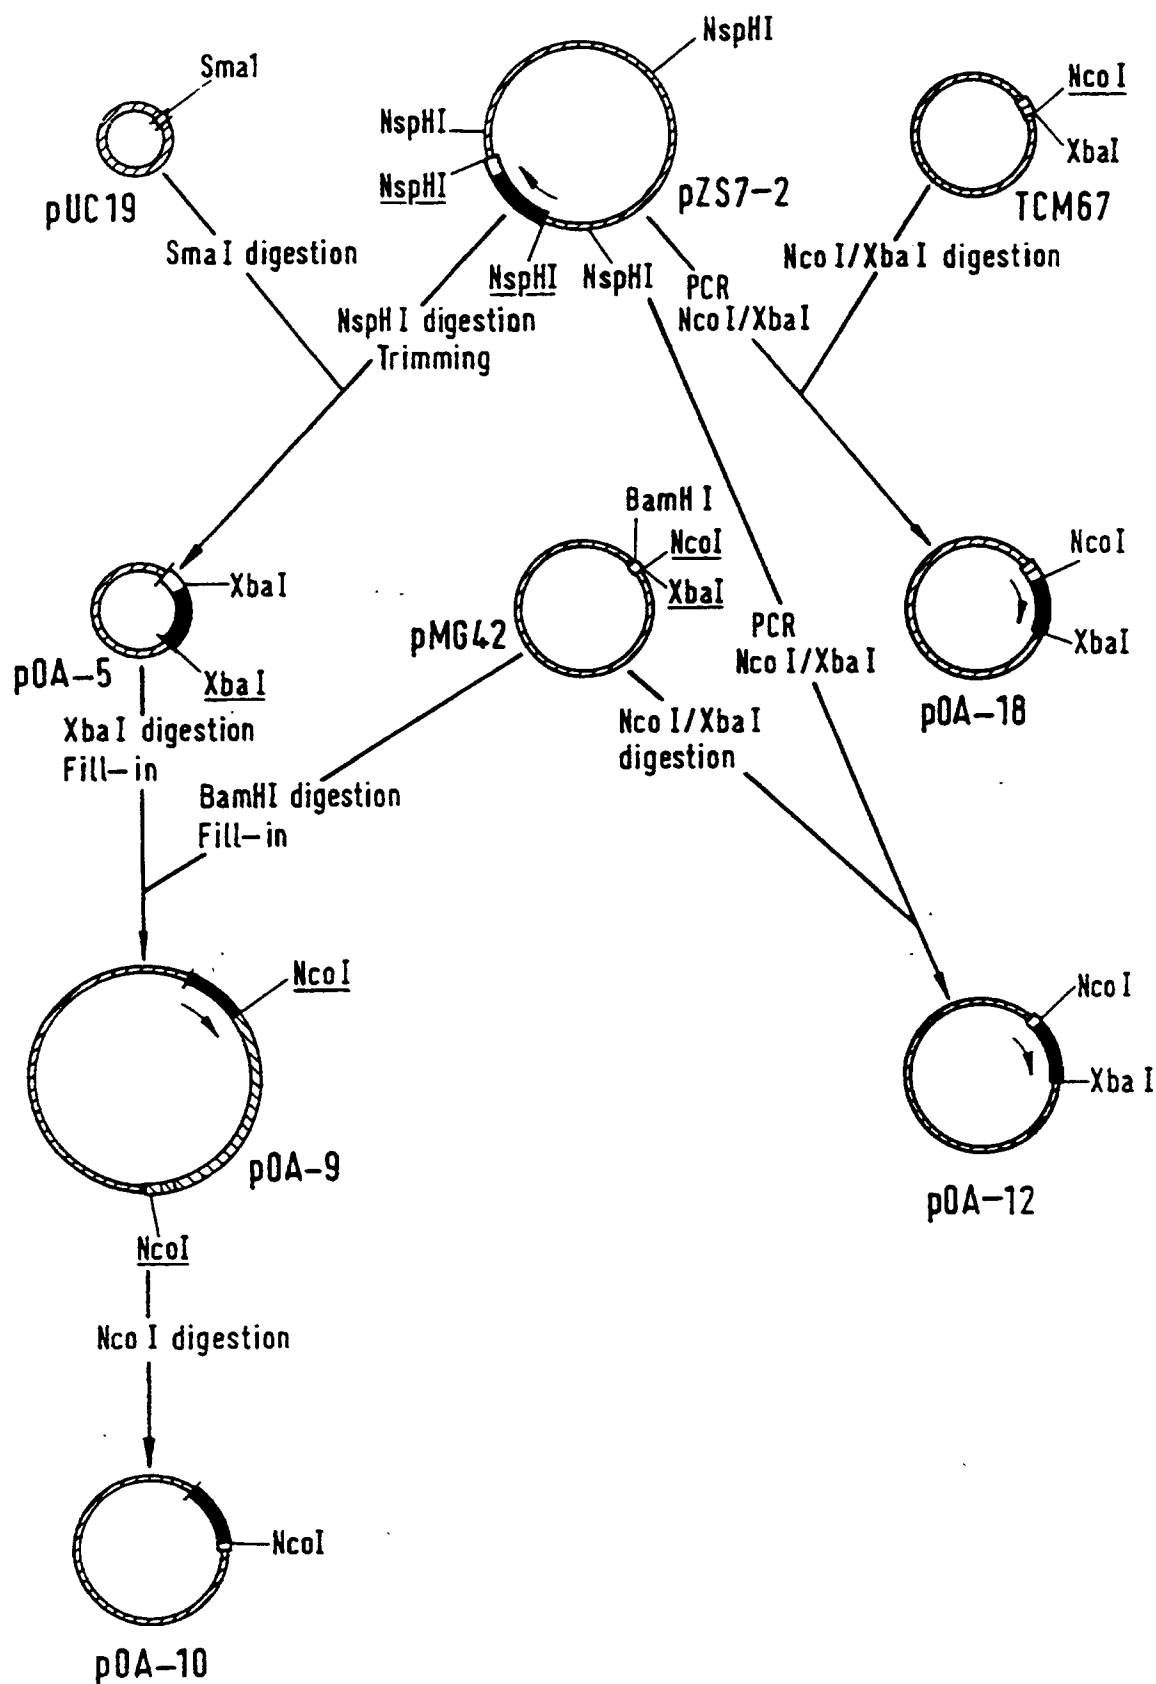 NspHI
Sma1
NcoI
NspHI
XbaI
NspHI
pUC19
pZS7-2
TCM67
SmaI digestion
NspHI
NspHI
PCR
NcoI/XbaI digestion
NspHI digestion
Trimming
NcoI/XbaI
BamHI
NcoI
XbaI
pMG42
XbaI
pOA-5
XbaI
NcoI
XbaI
pOA-18
PCR
NcoI/XbaI
XbaI digestion
Fill-in
NcoI/XbaI
digestion
BamHI digestion
Fill-in
NcoI
pOA-9
NcoI
NcoI
XbaI
pOA-12
NcoI digestion
NcoI
pOA-10